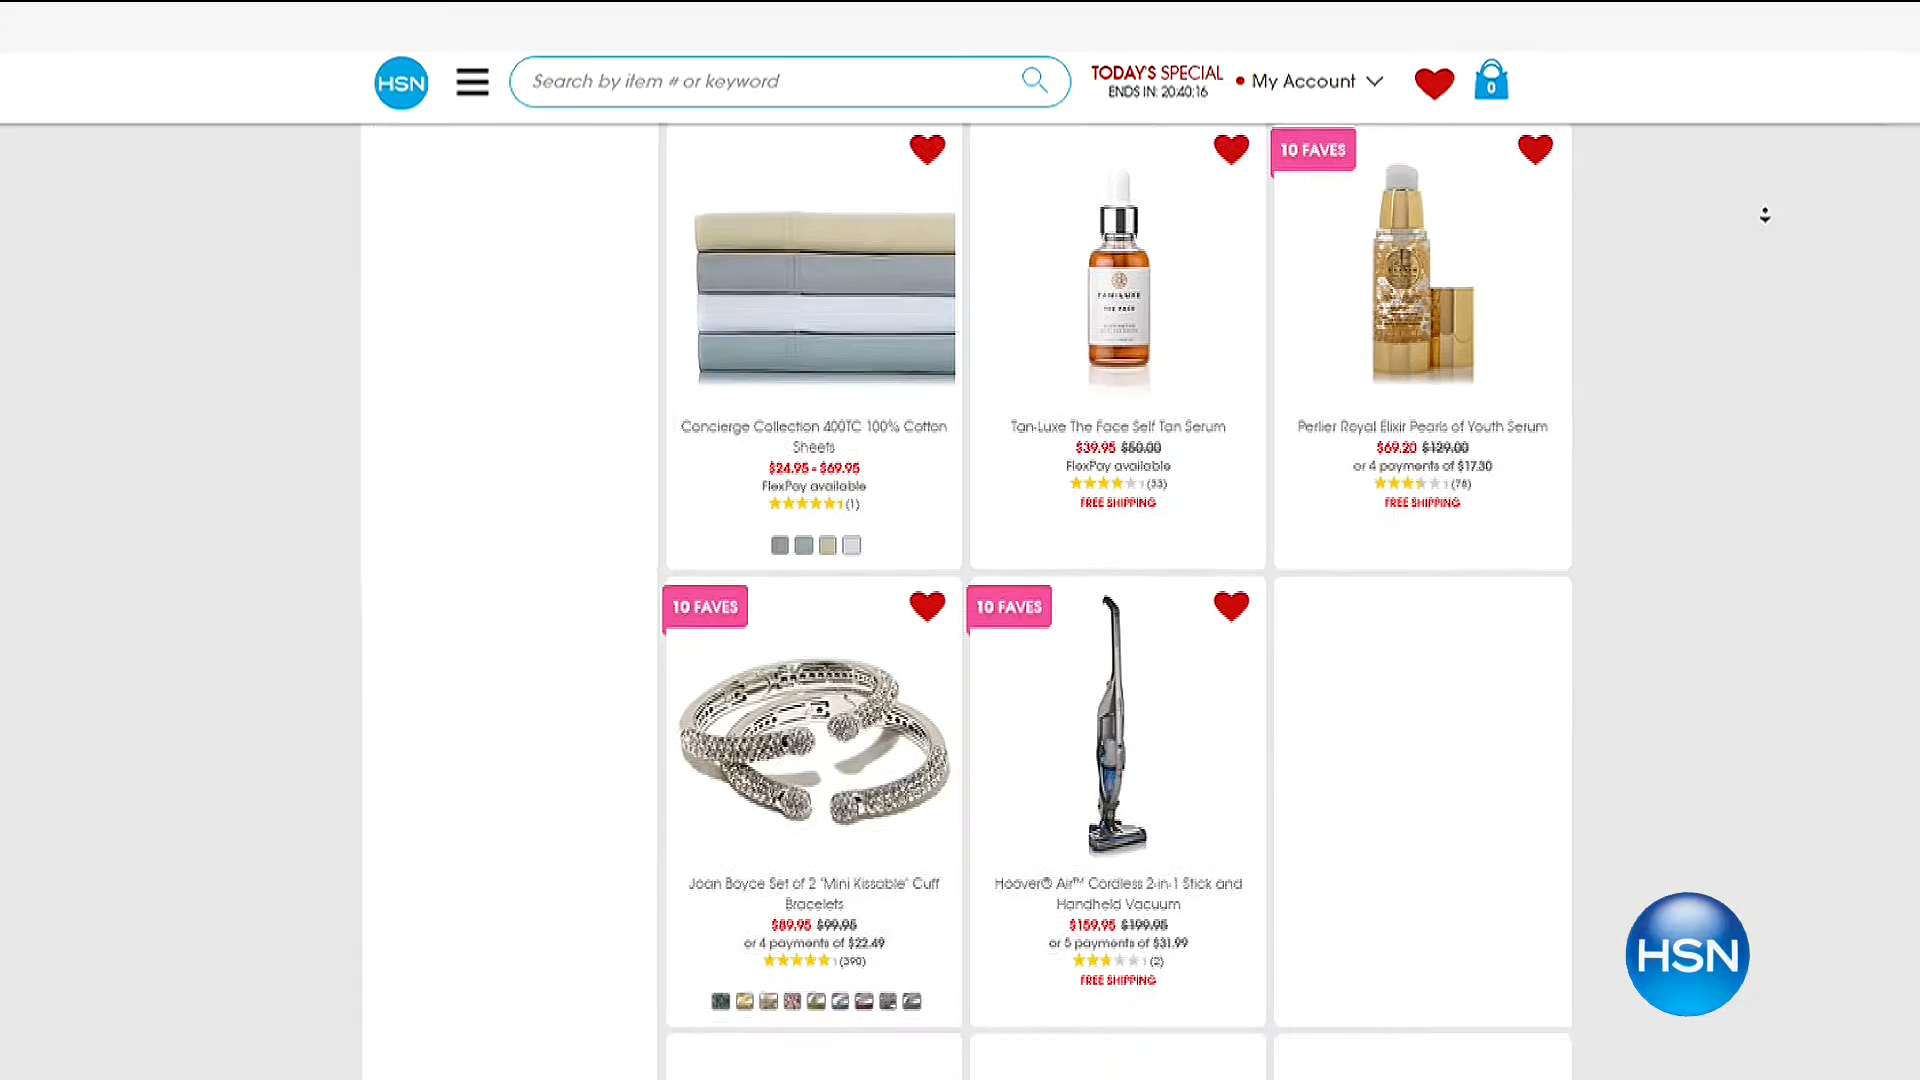 HSN
Search by item # or keyword
TODAY'S SPECIAL
ENDS IN: 20:40:16
My Account
0
10 FAVES
TAN-LUXE
THE FACE
Concierge Collection 400TC 100% Cotton
Sheets
$24.95 - $69.95
FlexPay available
(1)
Tan-Luxe The Face Self Tan Serum
$39.95 $50.00
FlexPay available
(33)
FREE SHIPPING
Perlier Royal Elixir Pearls of Youth Serum
$69.20 $129.00
or 4 payments of $17.30
(78)
FREE SHIPPING
10 FAVES
10 FAVES
Joan Boyce Set of 2 "Mini Kissable" Cuff
Bracelets
$89.95 $99.95
or 4 payments of $22.49
(390)
Hoover® Air™ Cordless 2-in-1 Stick and
Handheld Vacuum
$159.95 $199.95
or 5 payments of $31.99
(2)
FREE SHIPPING
HSN